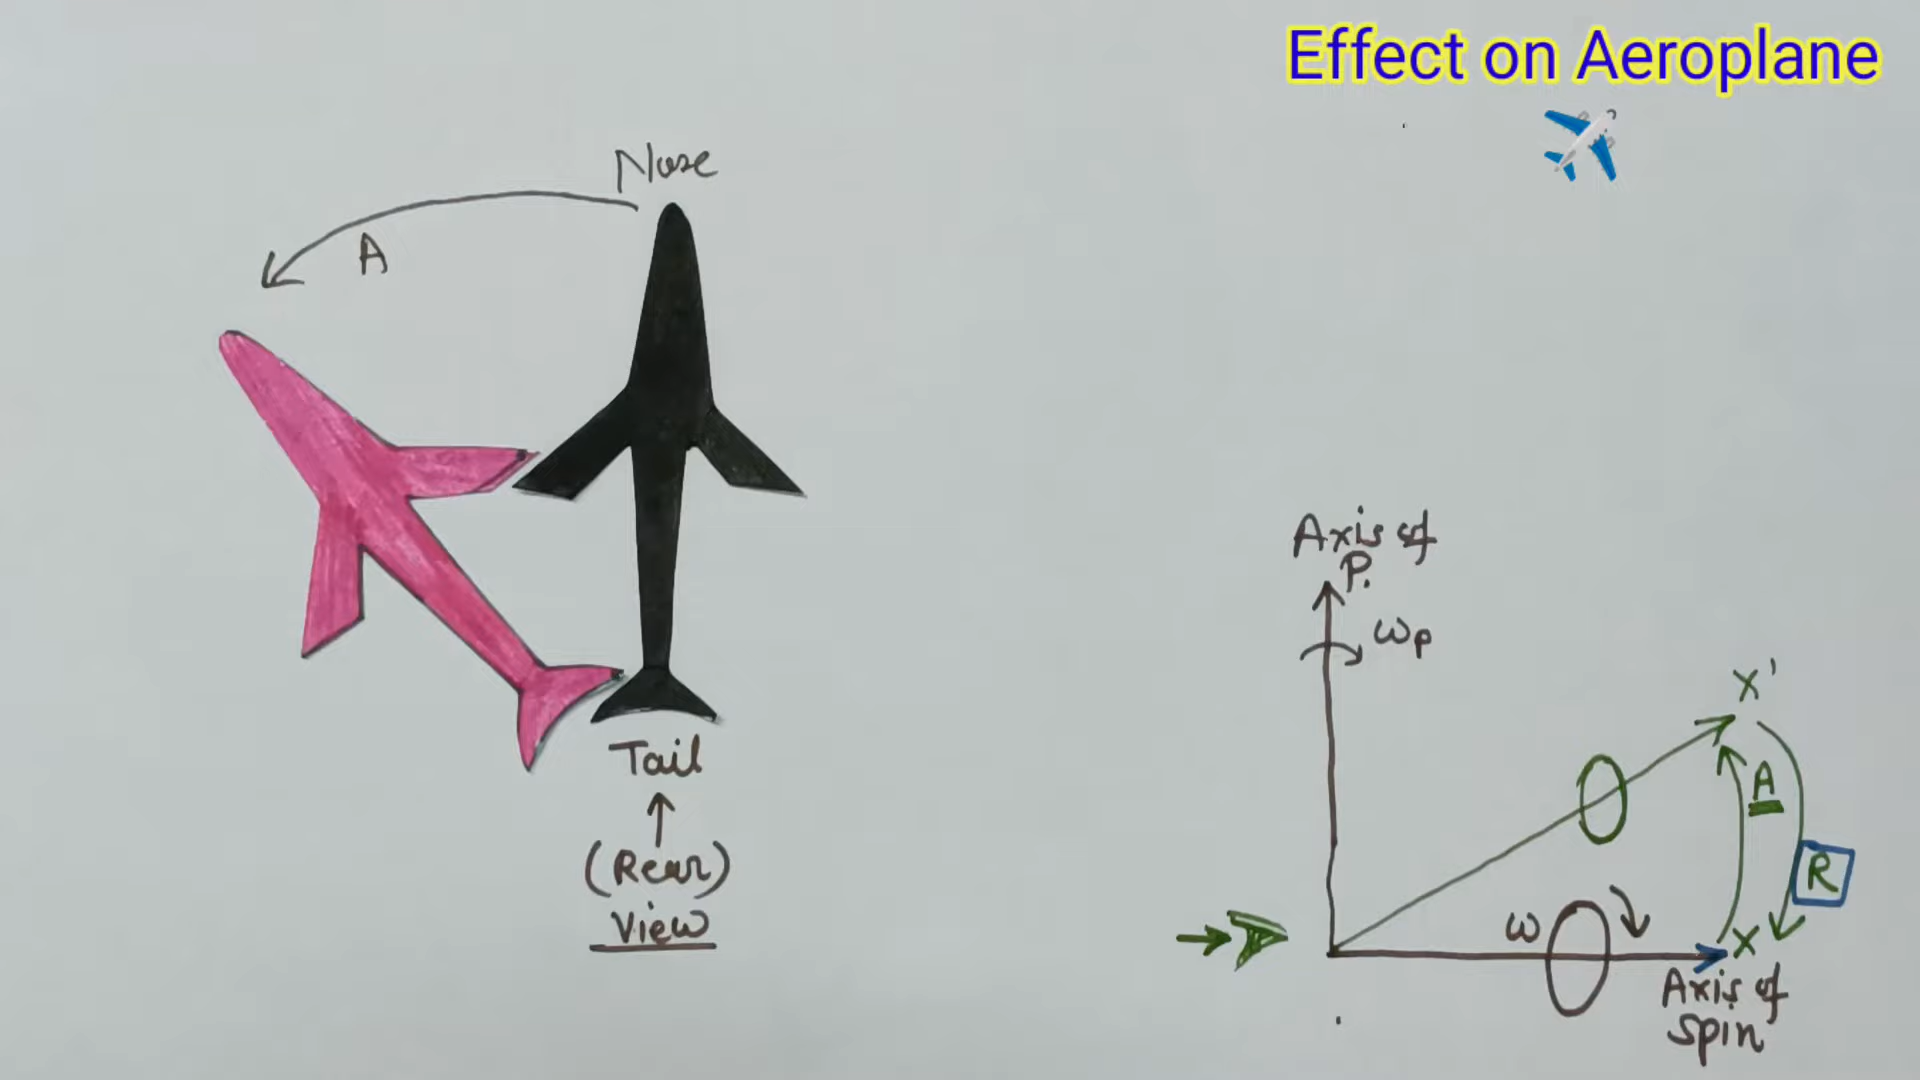 Effect on Aeroplane
Nose
A
Tail
(Rear)
View
Axis of
P.
ωp
X'
A
R
ω
X
Axis of
Spin